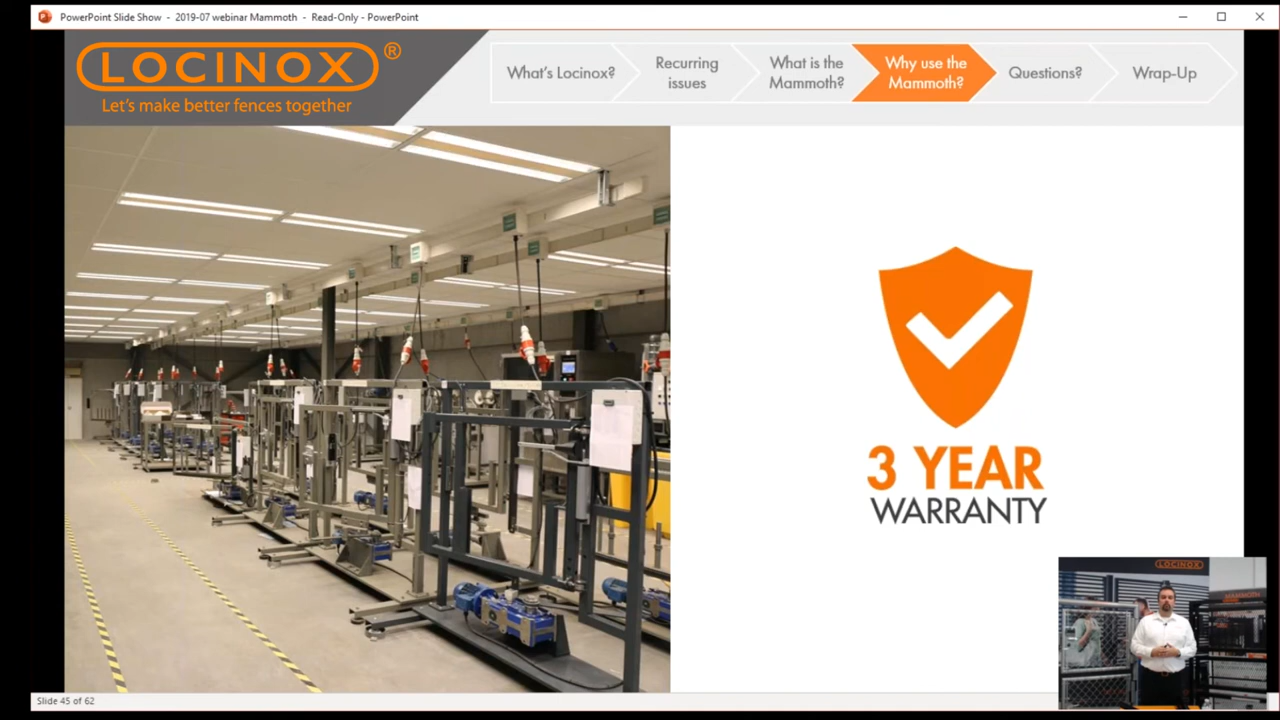 PowerPoint Slide Show - 2019-07 webinar Mammoth - Read-Only - PowerPoint
LOCINOX®
Let's make better fences together
What's Locinox?
Recurring
issues
What is the
Mammoth?
Why use the
Mammoth?
Questions?
Wrap-Up
3 YEAR
WARRANTY
LOCINOX
MAMMOTH
Slide 45 of 62